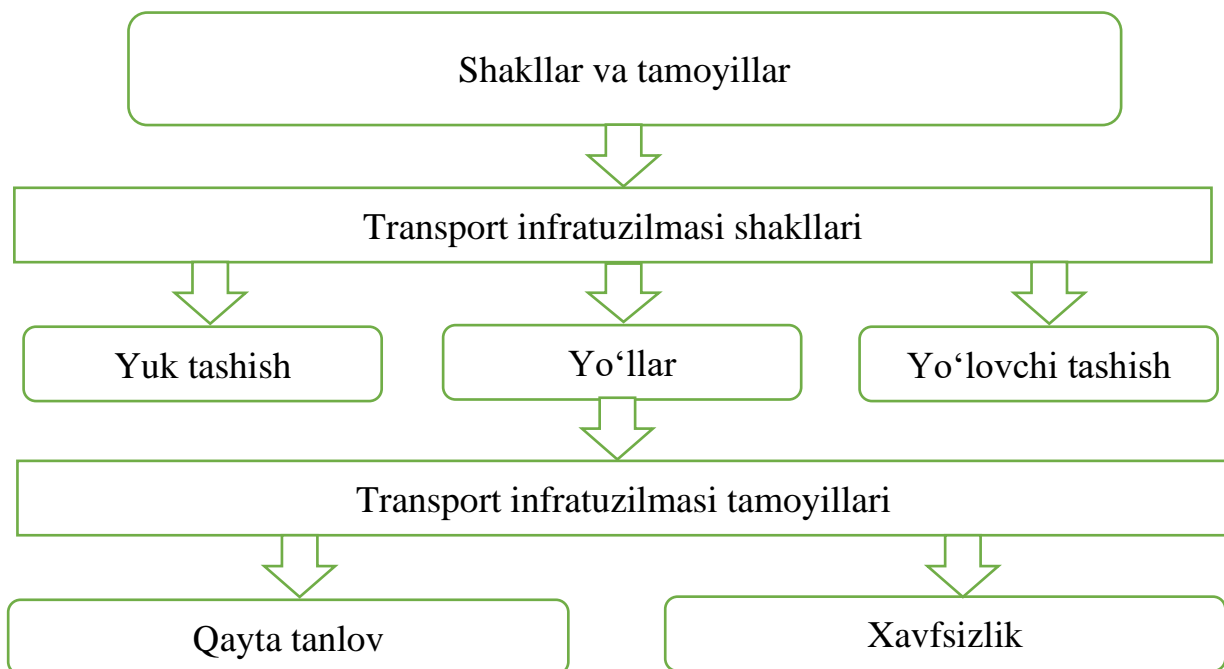 Shakllar va tamoyillar
Transport infratuzilmasi shakllari
Yuk tashish
Yo‘llar
Yo‘lovchi tashish
Transport infratuzilmasi tamoyillari
Qayta tanlov
Xavfsizlik